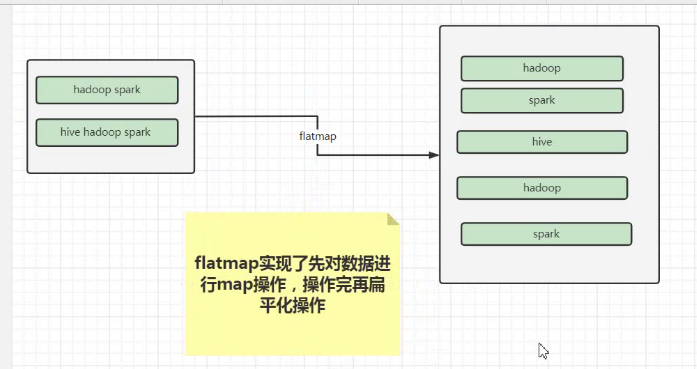 hadoop spark
hive hadoop spark
flatmap
hadoop
spark
hive
hadoop
spark
flatmap实现了先对数据进
行map操作，操作完再扁
平化操作